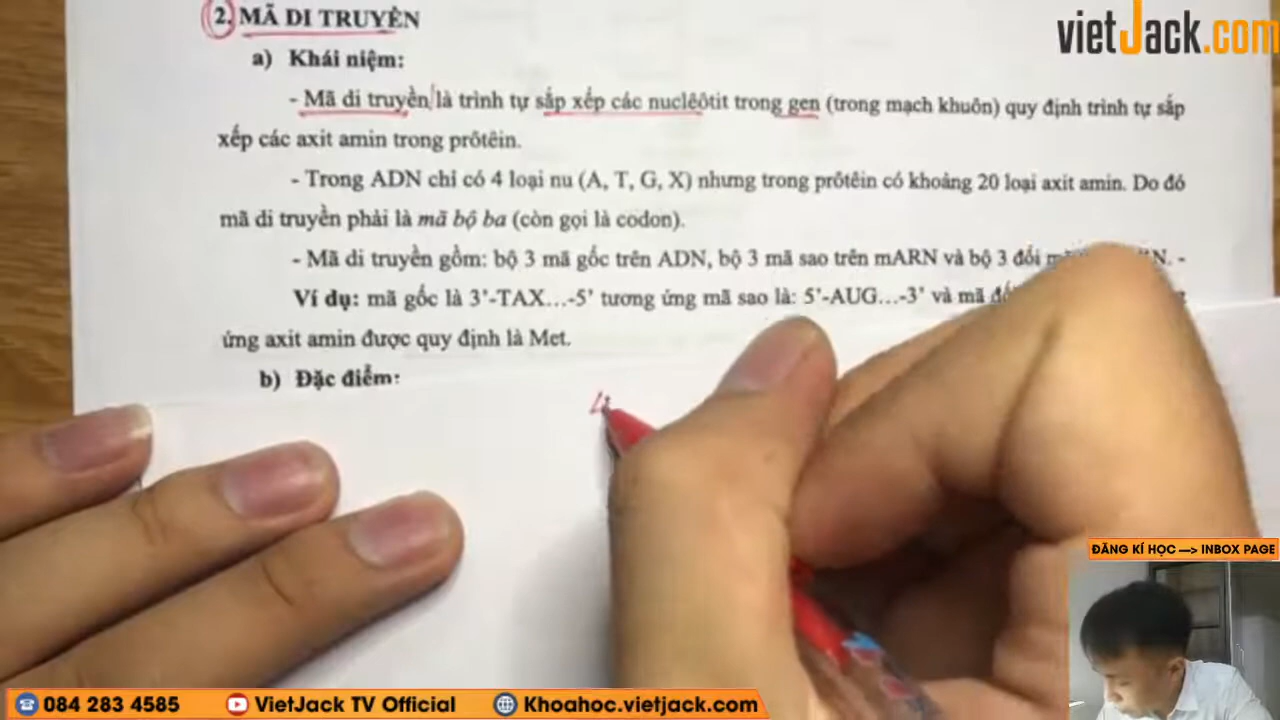 2. MÃ DI TRUYỀN
vietJack.com
a) Khái niệm:
- Mã di truyền là trình tự sắp xếp các nuclêôtit trong gen (trong mạch khuôn) quy định trình tự sắp
xếp các axit amin trong prôtêin.
- Trong ADN chỉ có 4 loại nu (A, T, G, X) nhưng trong prôtêin có khoảng 20 loại axit amin. Do đó
mã di truyền phải là mã bộ ba (còn gọi là codon).
- Mã di truyền gồm: bộ 3 mã gốc trên ADN, bộ 3 mã sao trên mARN và bộ 3 đối N. -
Ví dụ: mã gốc là 3'-TAX...-5' tương ứng mã sao là: 5'-AUG...-3' và mã
ứng axit amin được quy định là Met.
b) Đặc điểm:
ĐĂNG KÍ HỌC —> INBOX PAGE
084 283 4585 VietJack TV Official Khoahoc.vietjack.com